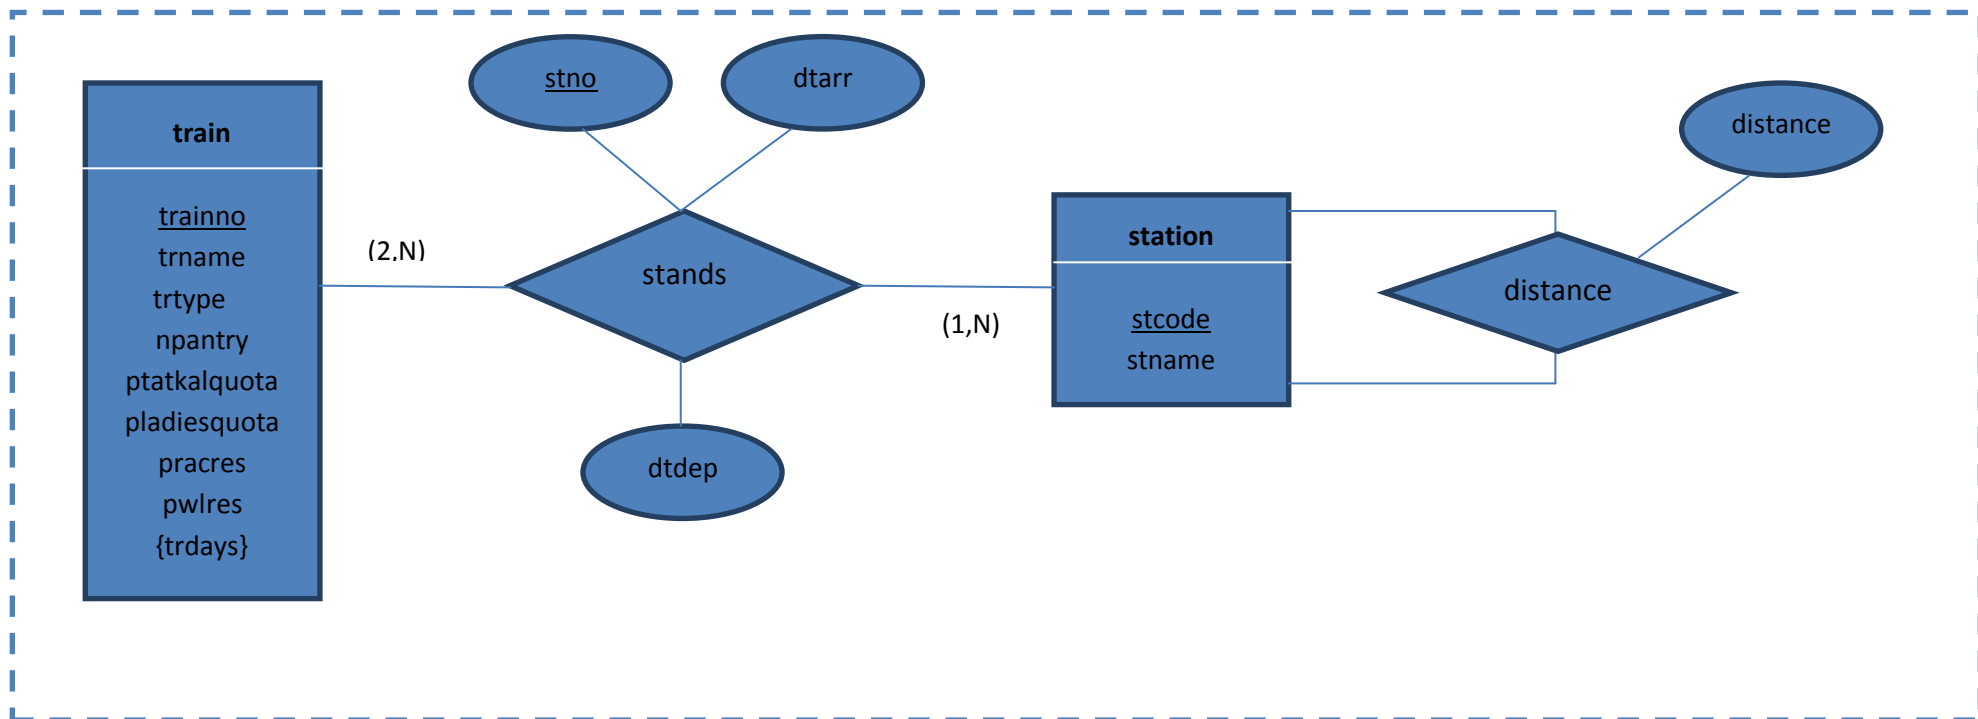 train
trainno
trname
trtype
npantry
ptatkalquota
pladiesquota
pracres
pwlres
{trdays}
(2,N)
stno
dtarr
stands
dtdep
(1,N)
station
stcode
stname
distance
distance